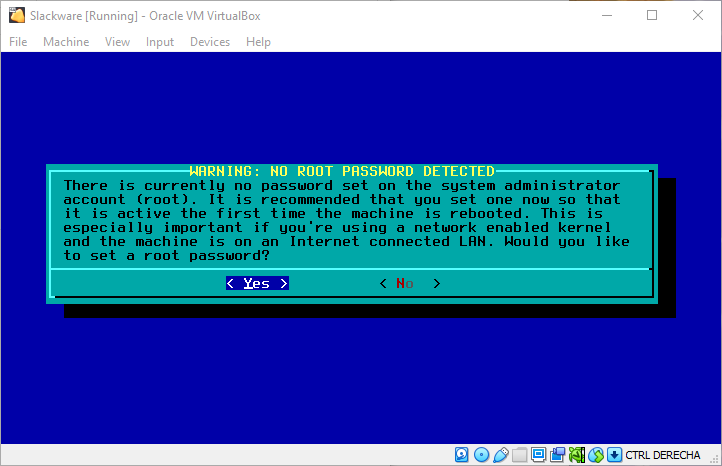 Slackware [Running] - Oracle VM VirtualBox
File Machine View Input Devices Help
WARNING: NO ROOT PASSWORD DETECTED
There is currently no password set on the system administrator
account (root). It is recommended that you set one now so that
it is active the first time the machine is rebooted. This is
especially important if you're using a network enabled kernel
and the machine is on an Internet connected LAN. Would you like
to set a root password?
< Yes > < No >
CTRL DERECHA